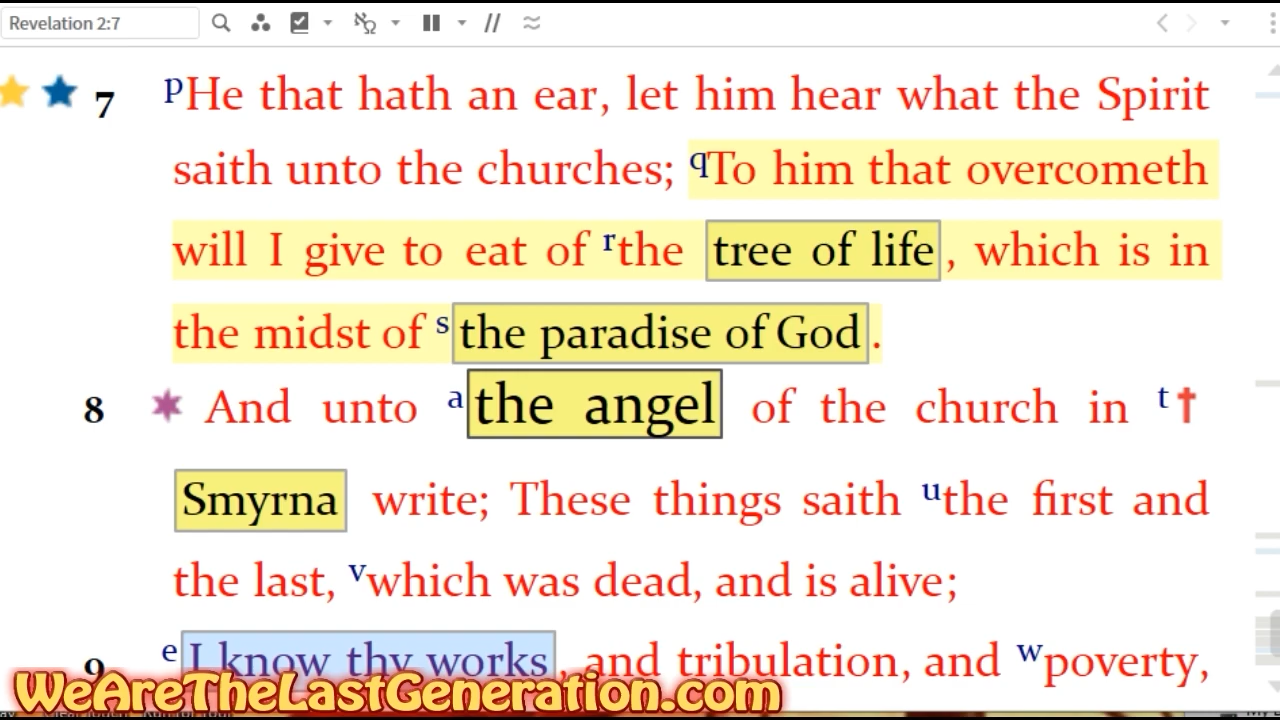 Revelation 2:7
7 pHe that hath an ear, let him hear what the Spirit
saith unto the churches; qTo him that overcometh
will I give to eat of rthe tree of life, which is in
the midst of sthe paradise of God.
8 And unto athe angel of the church in t†
Smyrna write; These things saith uthe first and
the last, vwhich was dead, and is alive;
9 eI know thy works, and tribulation, and wpoverty,
WeAreTheLastGeneration.com